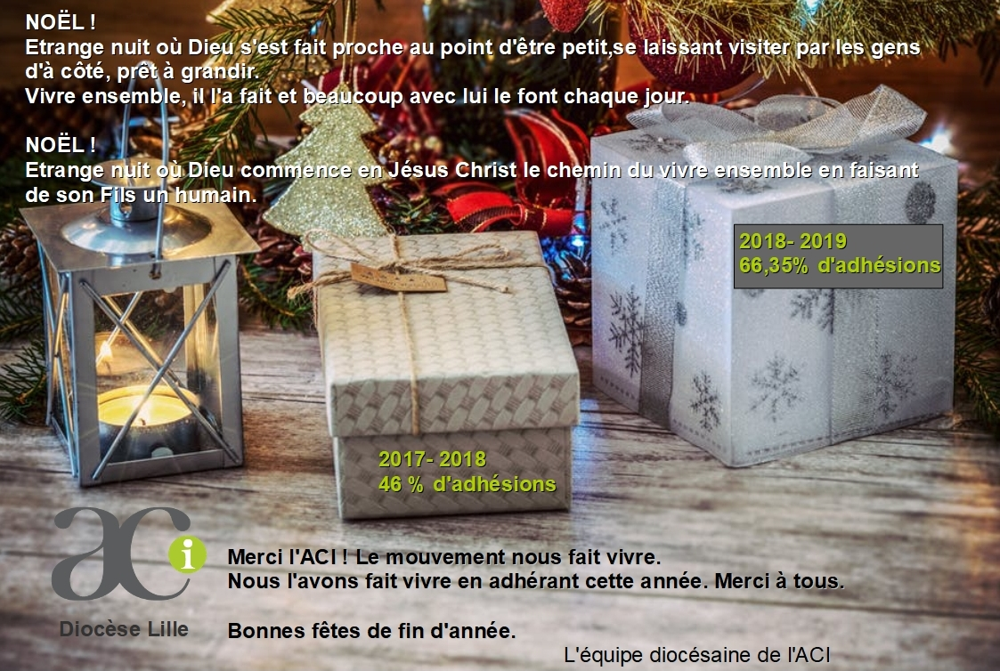 NOËL !
Etrange nuit où Dieu s'est fait proche au point d'être petit,se laissant visiter par les gens
d'à côté, prêt à grandir.
Vivre ensemble, il l'a fait et beaucoup avec lui le font chaque jour.
NOËL !
Etrange nuit où Dieu commence en Jésus Christ le chemin du vivre ensemble en faisant
de son Fils un humain.
2018- 2019
66,35% d'adhésions
2017- 2018
46 % d'adhésions
aci
Diocèse Lille
Merci l'ACI ! Le mouvement nous fait vivre.
Nous l'avons fait vivre en adhérant cette année. Merci à tous.
Bonnes fêtes de fin d'année.
L'équipe diocésaine de l'ACI